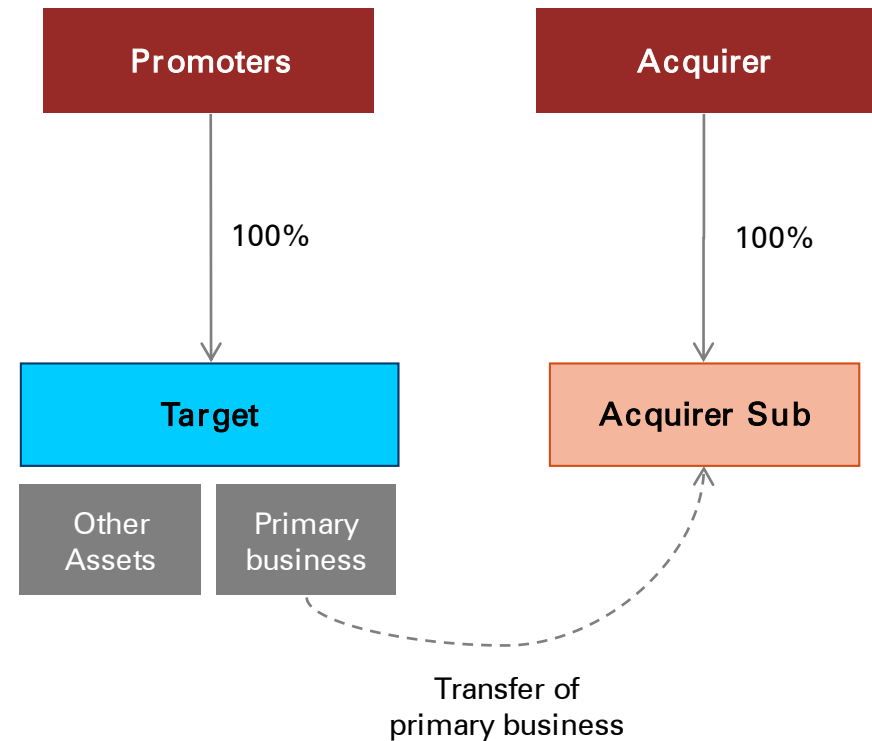 Promoters
Acquirer
100%
100%
Target
Acquirer Sub
Other
Assets
Primary
business
Transfer of
primary business